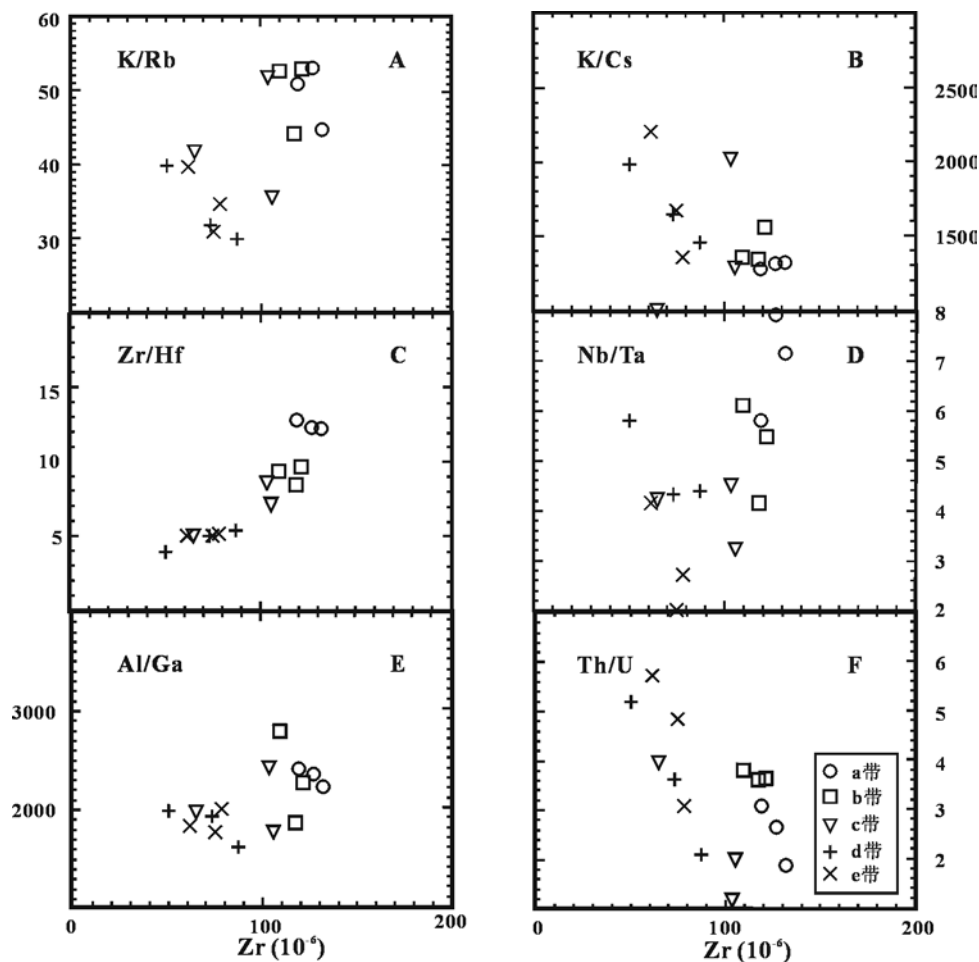 60
50
40
30
K/Rb
A
K/Cs
B
2500
2000
1500
15
10
5
Zr/Hf
C
Nb/Ta
D
8
7
6
5
4
3
2
3000
2000
Al/Ga
E
Th/U
F
6
5
4
3
2
a带
b带
c带
d带
e带
0
100
200
Zr (10⁻⁶)
0
100
200
Zr (10⁻⁶)